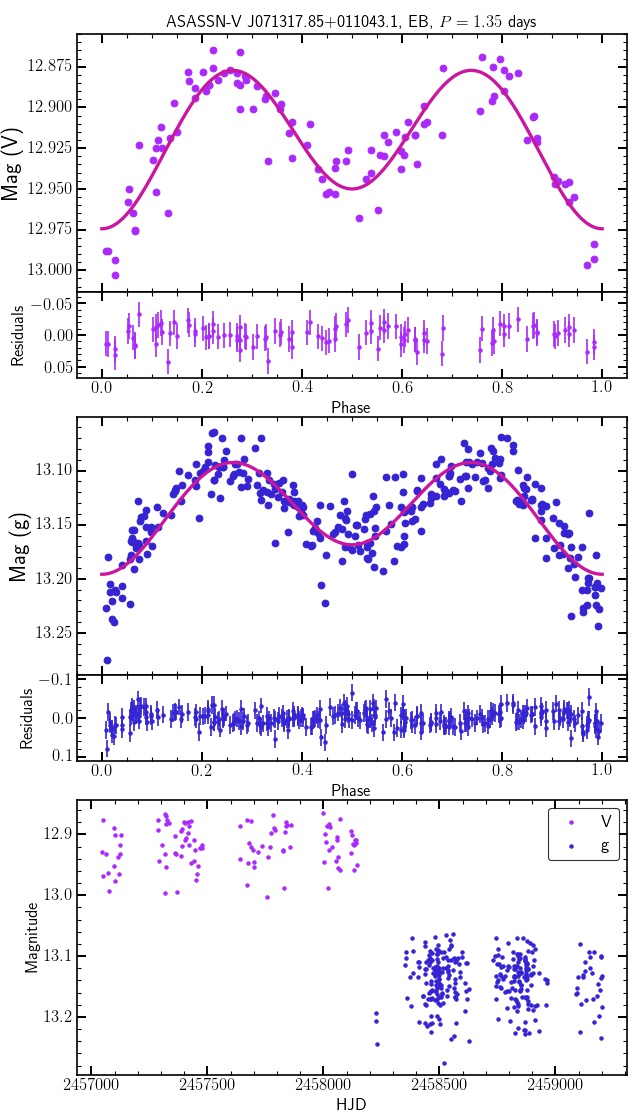 ASASSN-V J071317.85+011043.1, EB, P = 1.35 days
Mag (V)
12.875
12.900
12.925
12.950
12.975
13.000
Residuals
−0.05
0.00
0.05
0.0 0.2 0.4 0.6 0.8 1.0
Phase
Mag (g)
13.10
13.15
13.20
13.25
Residuals
−0.1
0.0
0.1
0.0 0.2 0.4 0.6 0.8 1.0
Phase
Magnitude
12.9
13.0
13.1
13.2
V
g
2457000 2457500 2458000 2458500 2459000
HJD